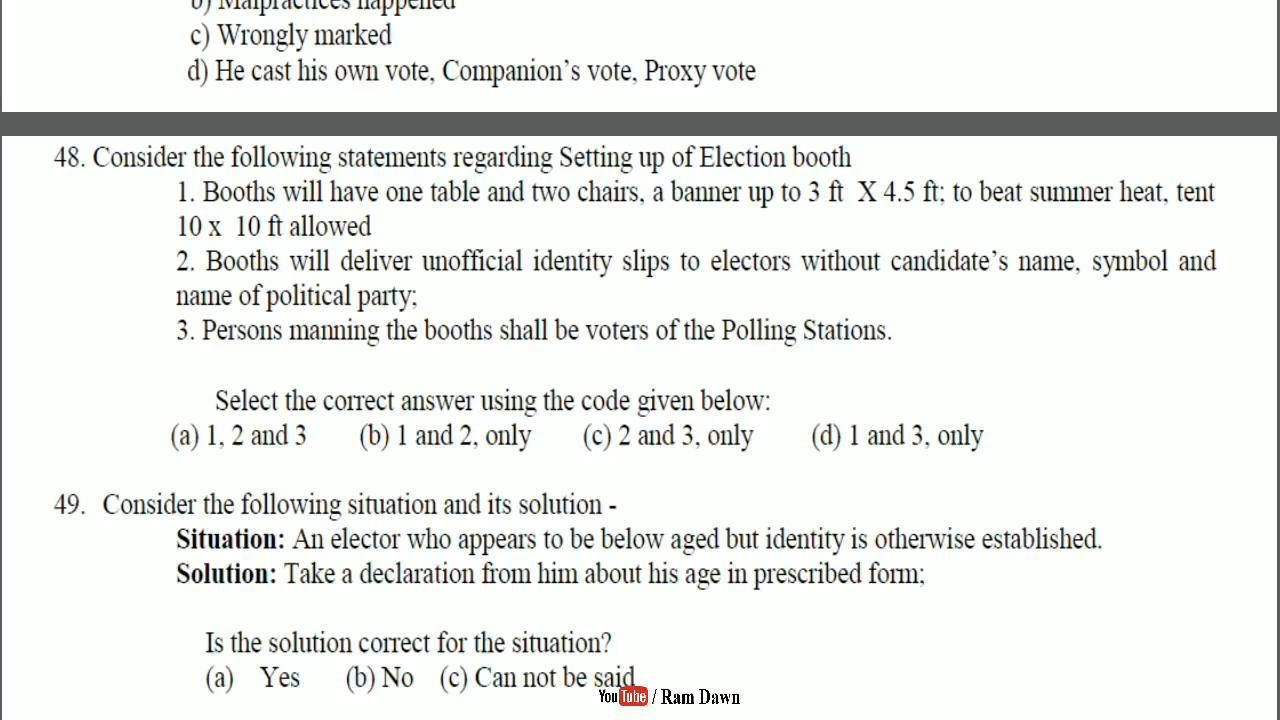 b) Malpractices happened
c) Wrongly marked
d) He cast his own vote, Companion’s vote, Proxy vote
48. Consider the following statements regarding Setting up of Election booth
1. Booths will have one table and two chairs, a banner up to 3 ft X 4.5 ft; to beat summer heat, tent
10 x 10 ft allowed
2. Booths will deliver unofficial identity slips to electors without candidate’s name, symbol and
name of political party;
3. Persons manning the booths shall be voters of the Polling Stations.
Select the correct answer using the code given below:
(a) 1, 2 and 3 (b) 1 and 2, only (c) 2 and 3, only (d) 1 and 3, only
49. Consider the following situation and its solution -
Situation: An elector who appears to be below aged but identity is otherwise established.
Solution: Take a declaration from him about his age in prescribed form;
Is the solution correct for the situation?
(a) Yes (b) No (c) Can not be said
YouTube / Ram Dawn